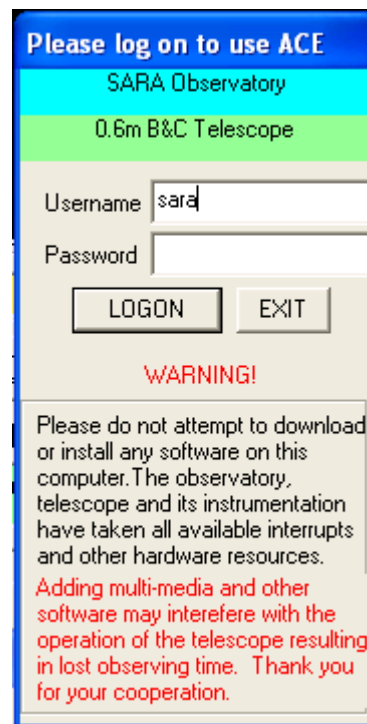 Please log on to use ACE
SARA Observatory
0.6m B&C Telescope
Username sara
Password
LOGON EXIT
WARNING!
Please do not attempt to download
or install any software on this
computer.The observatory,
telescope and its instrumentation
have taken all available interrupts
and other hardware resources.
Adding multi-media and other
software may interefere with the
operation of the telescope resulting
in lost observing time.  Thank you
for your cooperation.